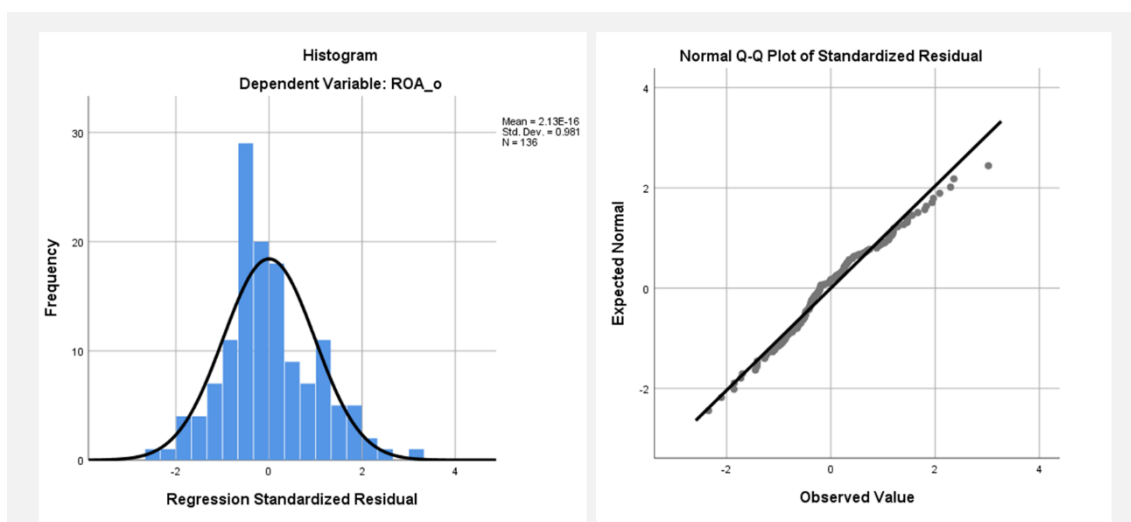 Histogram
Dependent Variable: ROA_o
Mean = 2.13E-16
Std. Dev. = 0.981
N = 136
30
20
10
0
Frequency
-2
0
2
4
Regression Standardized Residual
Normal Q-Q Plot of Standardized Residual
4
2
0
-2
Expected Normal
-2
0
2
4
Observed Value